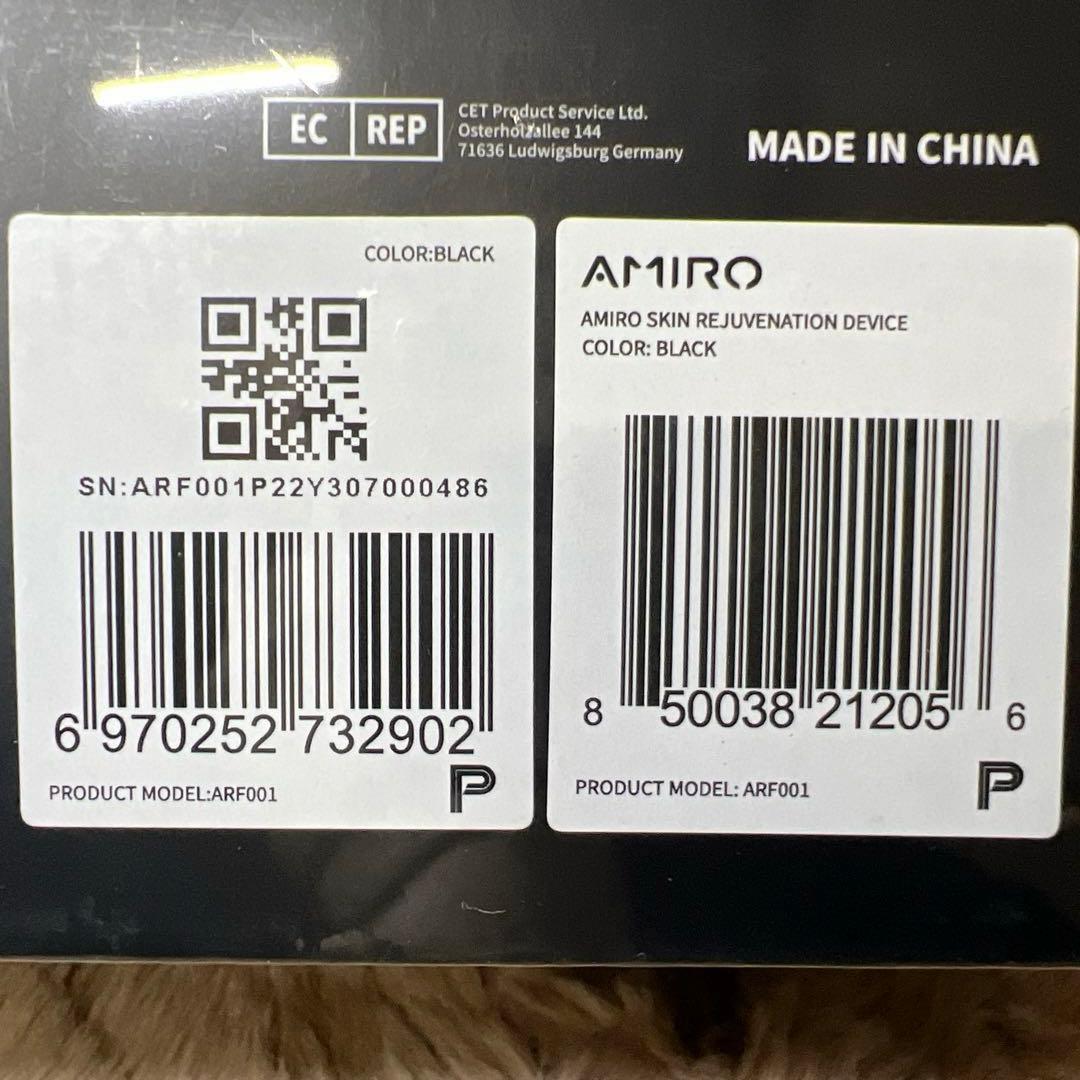 EC REP
CET Product Service Ltd.
Osterholzallee 144
71636 Ludwigsburg Germany
MADE IN CHINA
COLOR:BLACK
SN:ARF001P22Y307000486
6 970252 732902
PRODUCT MODEL:ARF001
P
AMIRO
AMIRO SKIN REJUVENATION DEVICE
COLOR: BLACK
8 50038 21205 6
PRODUCT MODEL: ARF001
P